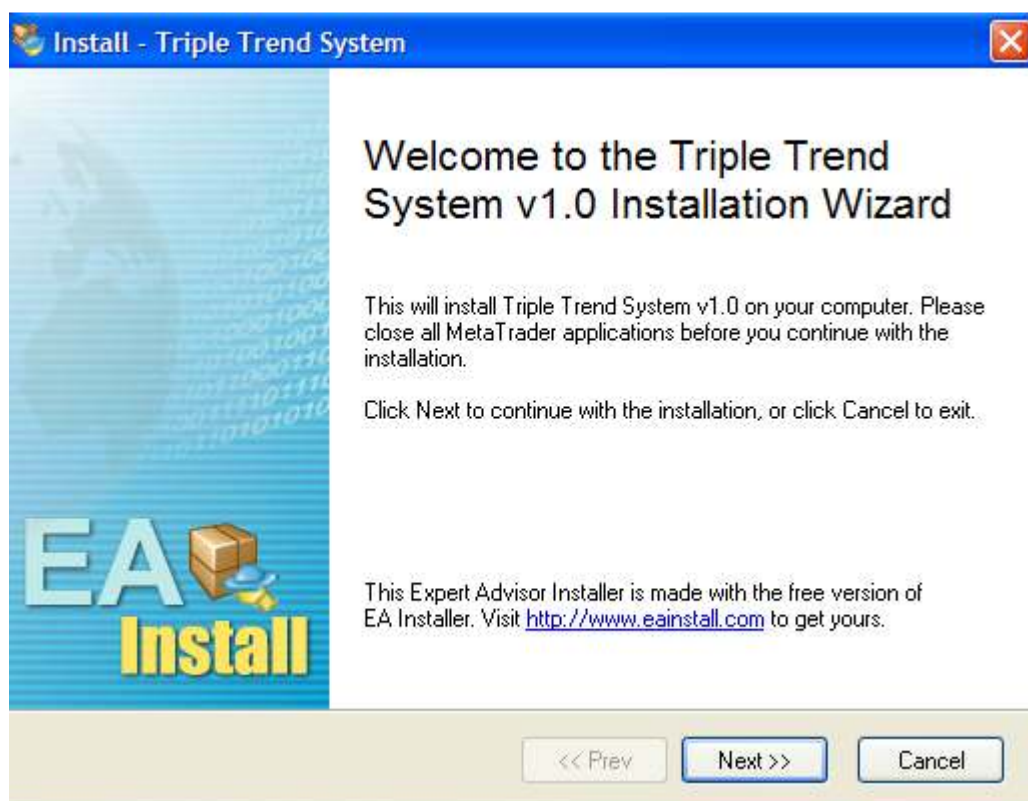 Install - Triple Trend System
Welcome to the Triple Trend
System v1.0 Installation Wizard
This will install Triple Trend System v1.0 on your computer. Please
close all MetaTrader applications before you continue with the
installation.
Click Next to continue with the installation, or click Cancel to exit.
EA
Install
This Expert Advisor Installer is made with the free version of
EA Installer. Visit http://www.eainstall.com to get yours.
<< Prev
Next >>
Cancel